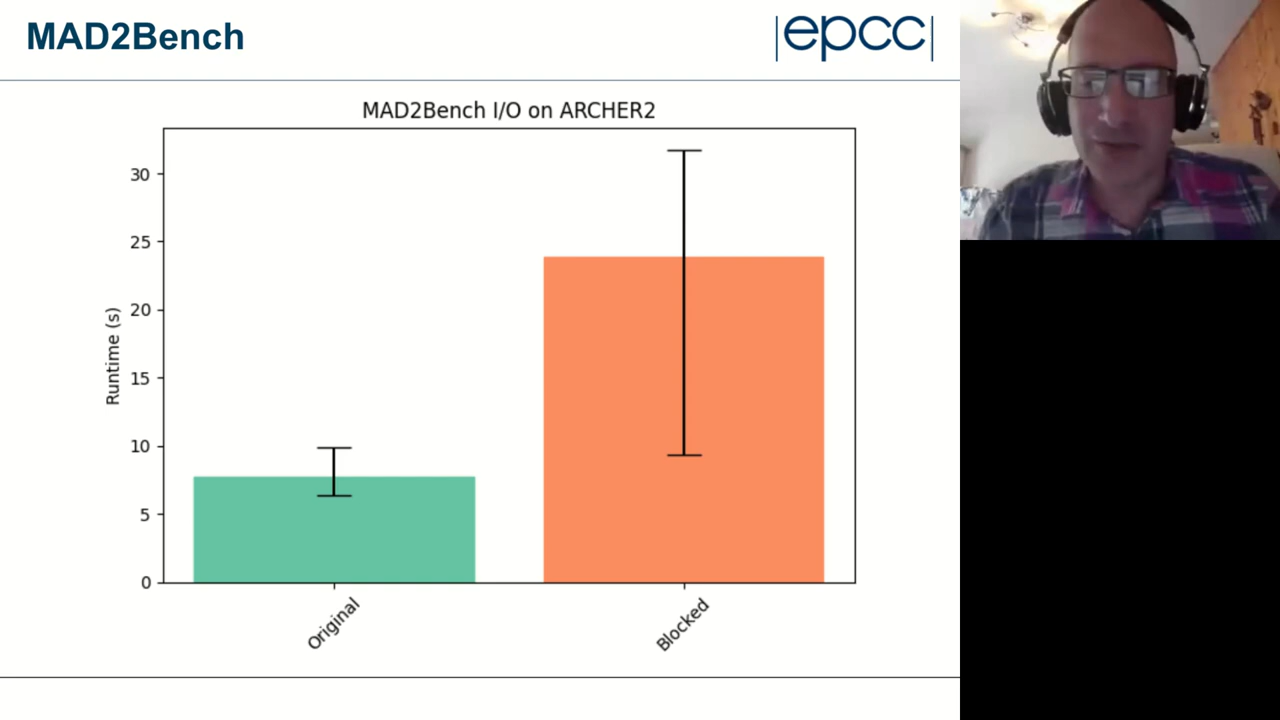 MAD2Bench
|epcc|
MAD2Bench I/O on ARCHER2
Runtime (s)
30
25
20
15
10
5
0
Original
Blocked